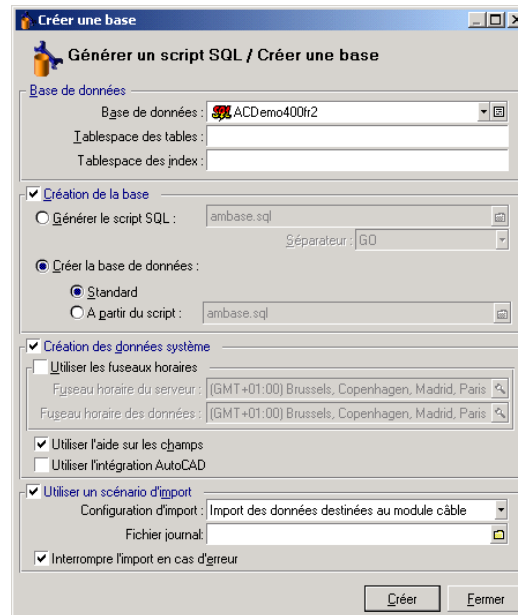 Créer une base
Générer un script SQL / Créer une base
Base de données
Base de données : ACDemo400fr2
Tablespace des tables :
Tablespace des index :
Création de la base
Générer le script SQL : ambase.sql
Séparateur : GO
Créer la base de données :
Standard
A partir du script : ambase.sql
Création des données système
Utiliser les fuseaux horaires
Fuseau horaire du serveur : (GMT+01:00) Brussels, Copenhagen, Madrid, Paris
Fuseau horaire des données : (GMT+01:00) Brussels, Copenhagen, Madrid, Paris
Utiliser l'aide sur les champs
Utiliser l'intégration AutoCAD
Utiliser un scénario d'import
Configuration d'import : Import des données destinées au module câble
Fichier journal:
Interrompre l'import en cas d'erreur
Créer Fermer